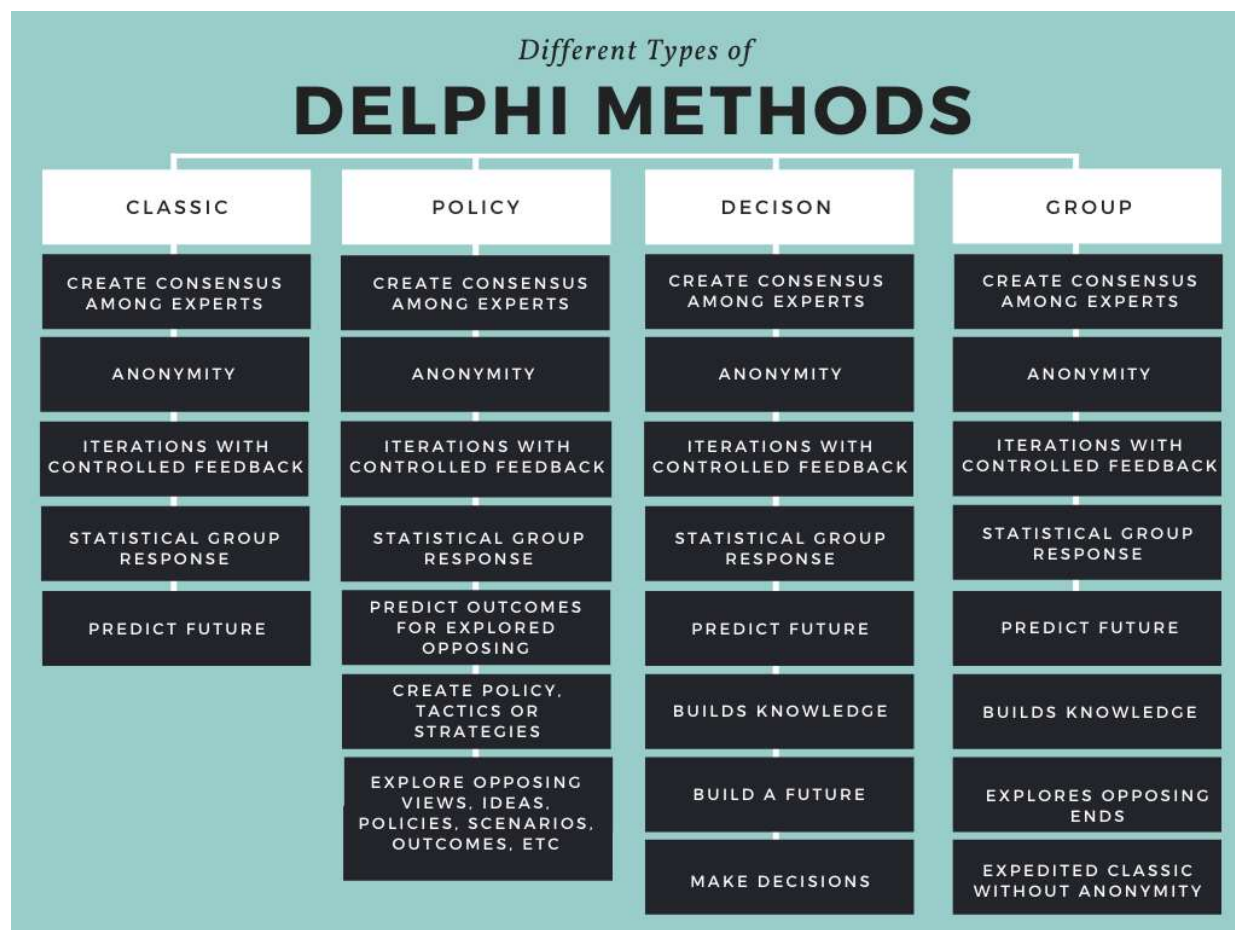 Different Types of
DELPHI METHODS
CLASSIC
CREATE CONSENSUS
AMONG EXPERTS
ANONYMITY
ITERATIONS WITH
CONTROLLED FEEDBACK
STATISTICAL GROUP
RESPONSE
PREDICT FUTURE
POLICY
CREATE CONSENSUS
AMONG EXPERTS
ANONYMITY
ITERATIONS WITH
CONTROLLED FEEDBACK
STATISTICAL GROUP
RESPONSE
PREDICT OUTCOMES
FOR EXPLORED
OPPOSING
CREATE POLICY,
TACTICS OR
STRATEGIES
EXPLORE OPPOSING
VIEWS, IDEAS,
POLICIES, SCENARIOS,
OUTCOMES, ETC
DECISON
CREATE CONSENSUS
AMONG EXPERTS
ANONYMITY
ITERATIONS WITH
CONTROLLED FEEDBACK
STATISTICAL GROUP
RESPONSE
PREDICT FUTURE
BUILDS KNOWLEDGE
BUILD A FUTURE
MAKE DECISIONS
GROUP
CREATE CONSENSUS
AMONG EXPERTS
ANONYMITY
ITERATIONS WITH
CONTROLLED FEEDBACK
STATISTICAL GROUP
RESPONSE
PREDICT FUTURE
BUILDS KNOWLEDGE
EXPLORES OPPOSING
ENDS
EXPEDITED CLASSIC
WITHOUT ANONYMITY